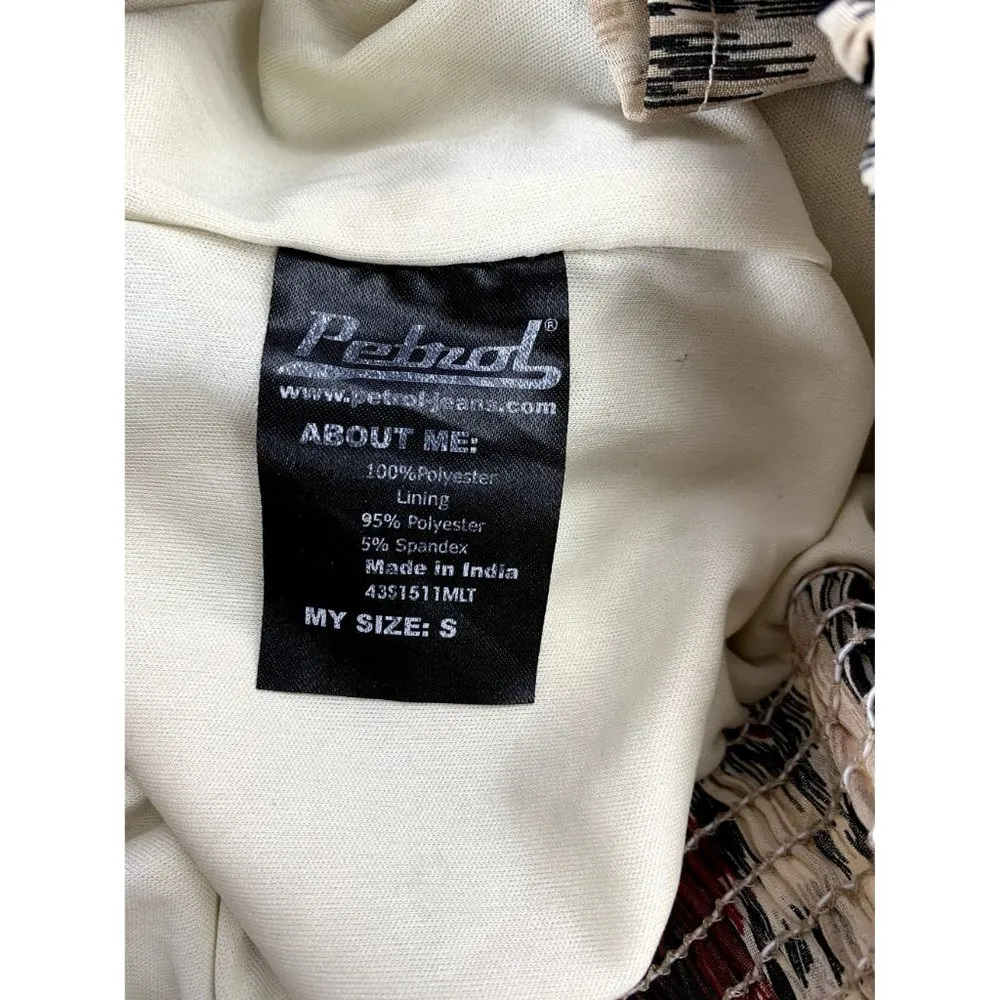 Petrol®
www.petrol-jeans.com
ABOUT ME:
100%Polyester
Lining
95% Polyester
5% Spandex
Made in India
43S1511MLT
MY SIZE: S